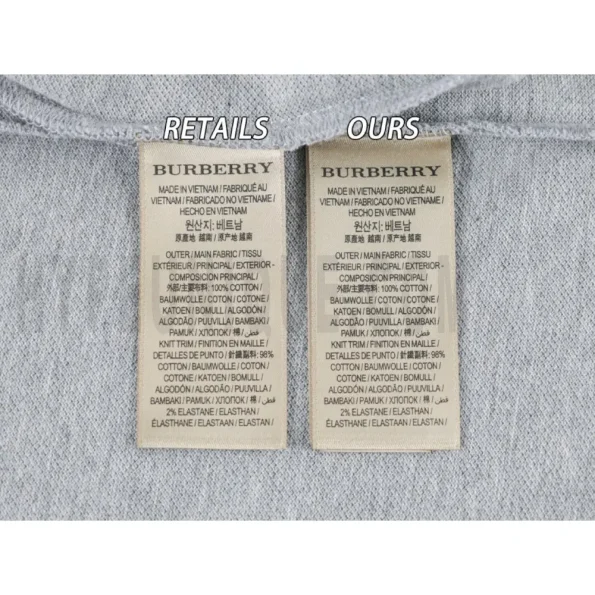 RETAILS
OURS
BURBERRY
MADE IN VIETNAM / FABRIQUÉ AU
VIETNAM / FABRICADO NO VIETNAME /
HECHO EN VIETNAM
원산지: 베트남
原產地 越南 / 原产地 越南
OUTER / MAIN FABRIC / TISSU
EXTÉRIEUR / PRINCIPAL / EXTERIOR -
COMPOSICIÓN PRINCIPAL /
外部/主要布料: 100% COTTON /
BAUMWOLLE / COTON / COTONE /
KATOEN / BOMULL / ALGODÓN /
ALGODÃO / PUUVILLA / BAMBAKI /
PAMUK / ХЛОПОК / 棉 / قطن /
KNIT TRIM / FINITION EN MAILLE /
DETALLES DE PUNTO / 針織副料: 98%
COTTON / BAUMWOLLE / COTON /
COTONE / KATOEN / BOMULL /
ALGODÓN / ALGODÃO / PUUVILLA /
BAMBAKI / PAMUK / ХЛОПОК / 棉 / قطن /
2% ELASTANE / ELASTHAN /
ÉLASTHANE / ELASTAAN / ELASTAN /
BURBERRY
MADE IN VIETNAM / FABRIQUÉ AU
VIETNAM / FABRICADO NO VIETNAME /
HECHO EN VIETNAM
원산지: 베트남
原產地 越南 / 原产地 越南
OUTER / MAIN FABRIC / TISSU
EXTÉRIEUR / PRINCIPAL / EXTERIOR -
COMPOSICIÓN PRINCIPAL /
外部/主要布料: 100% COTTON /
BAUMWOLLE / COTON / COTONE /
KATOEN / BOMULL / ALGODÓN /
ALGODÃO / PUUVILLA / BAMBAKI /
PAMUK / ХЛОПОК / 棉 / قطن /
KNIT TRIM / FINITION EN MAILLE /
DETALLES DE PUNTO / 針織副料: 98%
COTTON / BAUMWOLLE / COTON /
COTONE / KATOEN / BOMULL /
ALGODÓN / ALGODÃO / PUUVILLA /
BAMBAKI / PAMUK / ХЛОПОК / 棉 / قطن /
2% ELASTANE / ELASTHAN /
ÉLASTHANE / ELASTAAN / ELASTAN /